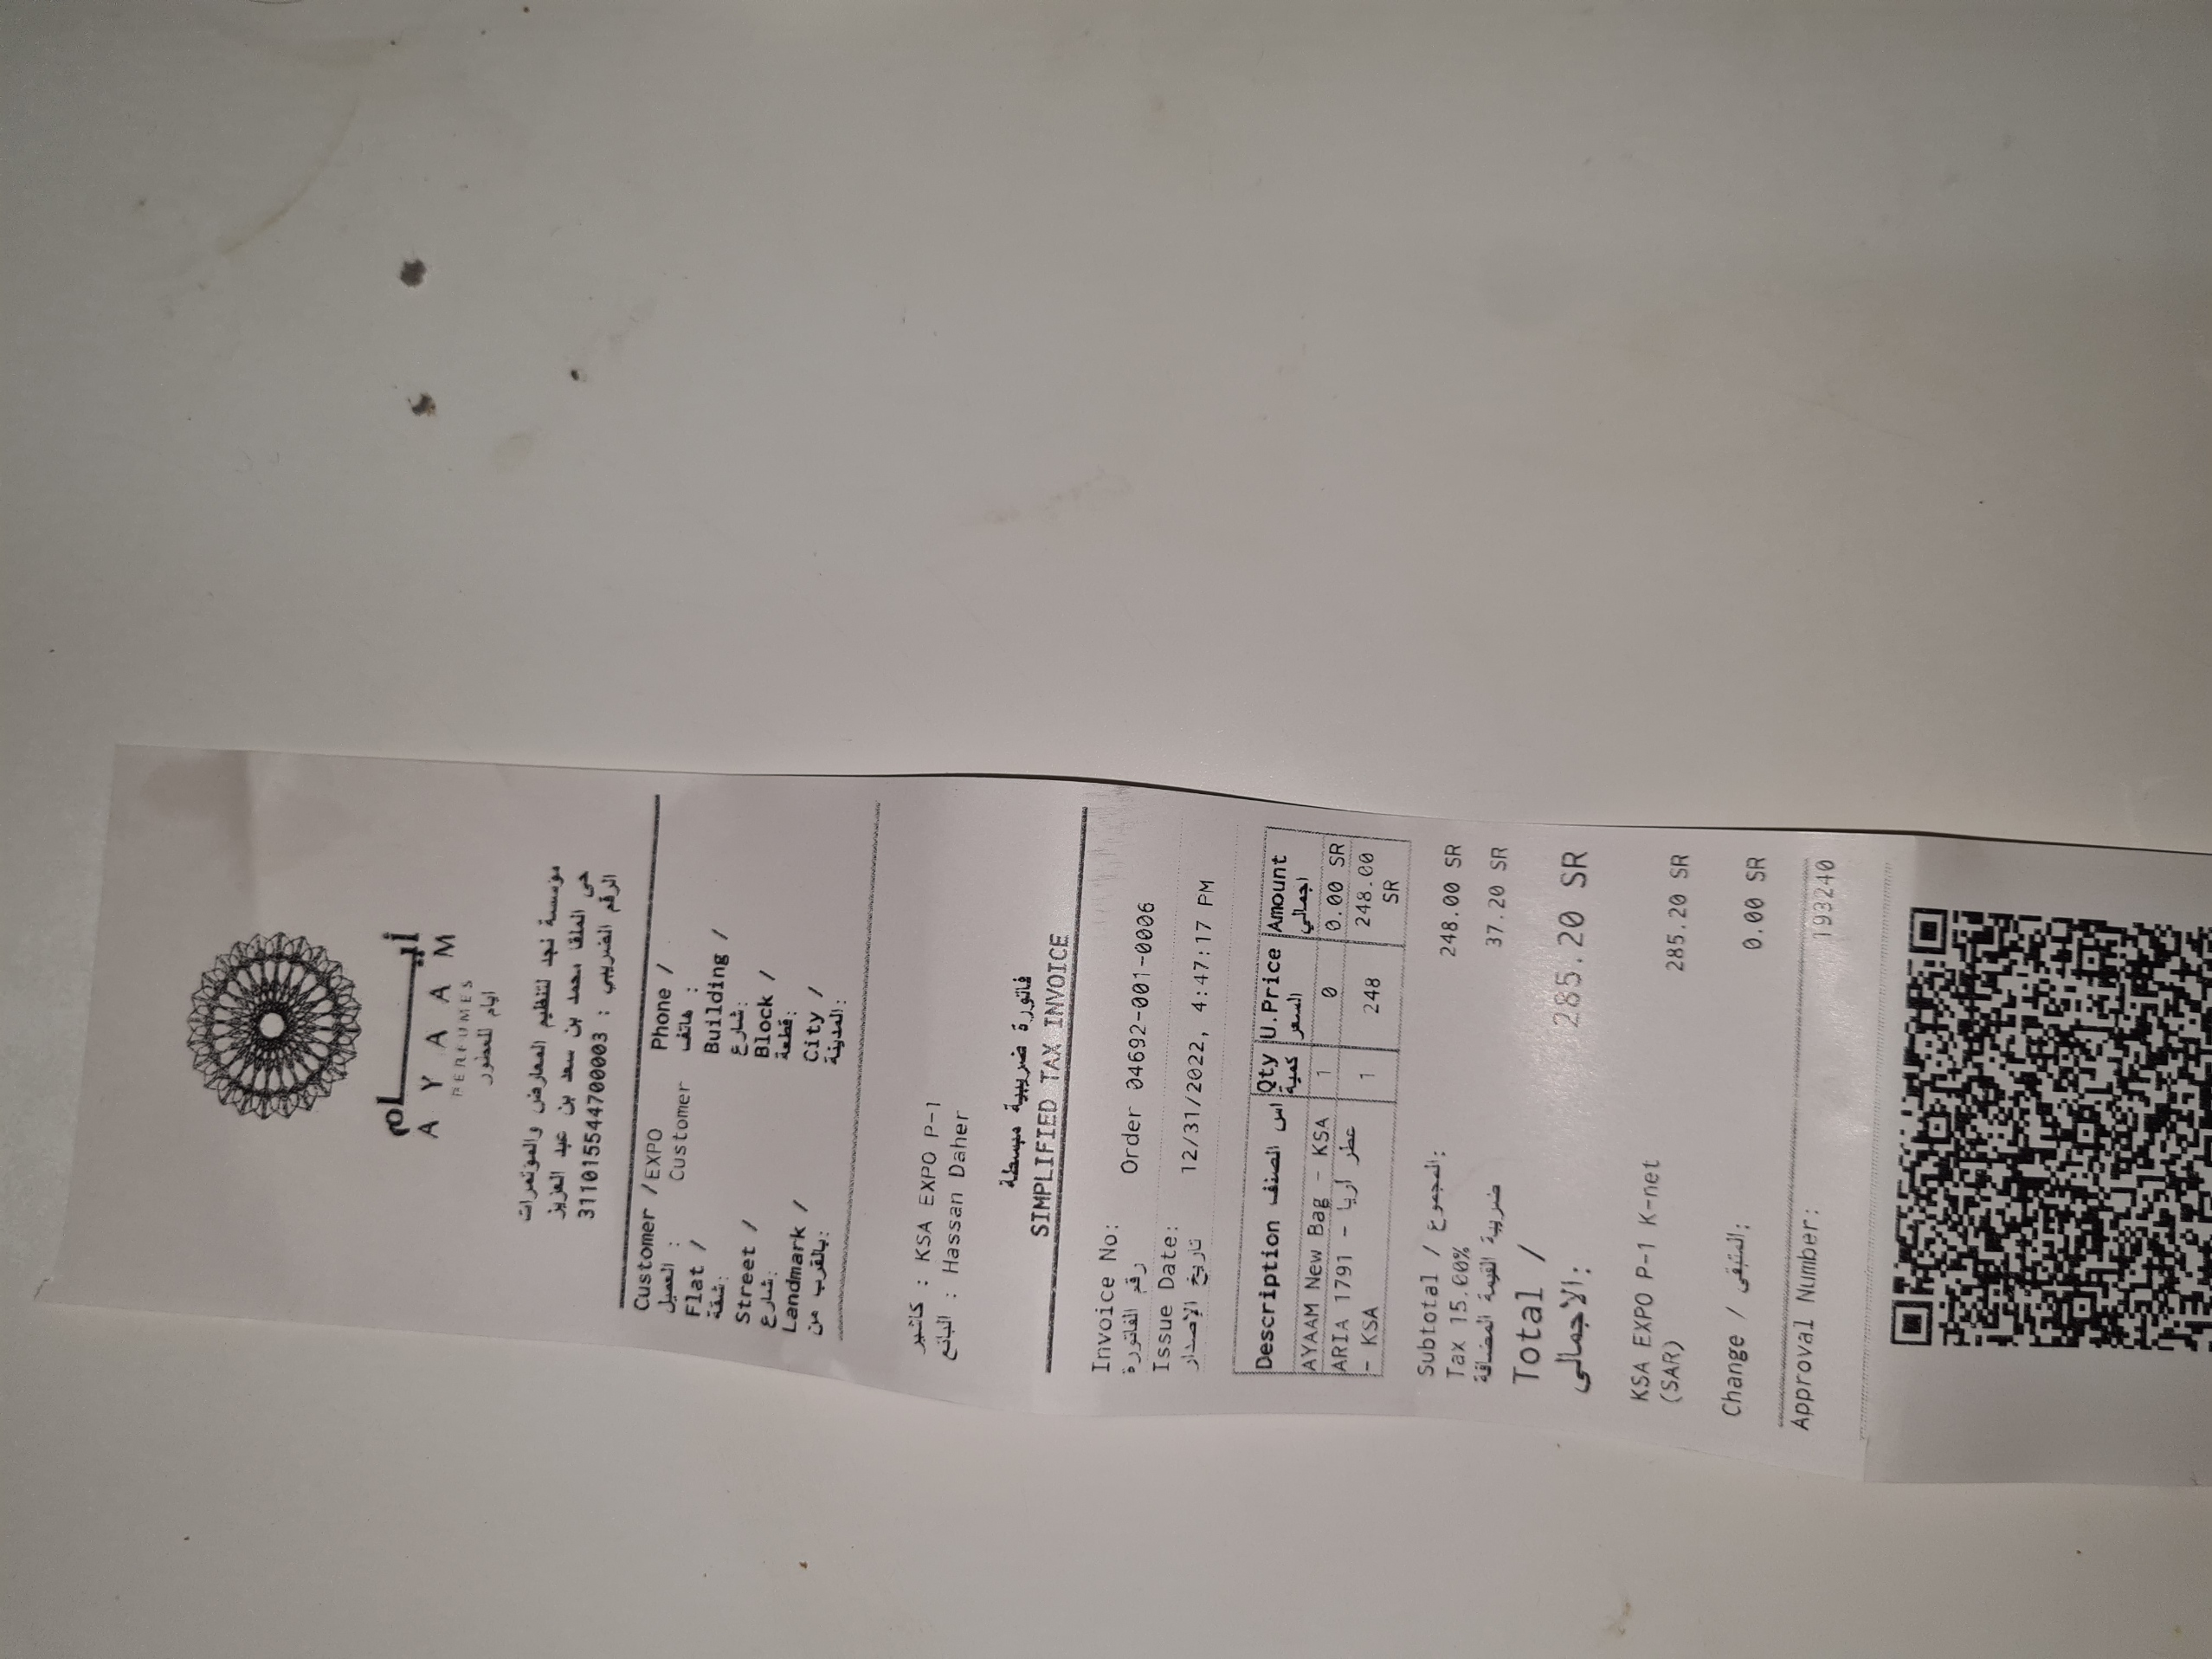 أيـــــام
AYAAM
PERFUMES
ايام للعطور
مؤسسة نجد لتنظيم المعارض والمؤتمرات
حى الملقا محمد بن سعد بن عبد العزيز
الرقم الضريبي : 311015544700003
Customer / EXPO Phone /
العميل : Customer هاتف :
Flat / Building /
شقة: شارع:
Street / Block /
شارع: قطعة:
Landmark / City /
بالقرب من: المدينة:
كاشير : KSA EXPO P-1
البائع : Hassan Daher
فاتورة ضريبية مبسطة
SIMPLIFIED TAX INVOICE
Invoice No:
رقم الفاتورة Order 04692-001-0006
Issue Date:
تاريخ الإصدار 12/31/2022, 4:47:17 PM
Description اس الصنف Qty U.Price Amount
كمية السعر اجمالي
AYAAM New Bag - KSA 1 0 0.00 SR
ARIA 1791 - عطر أريا
- KSA 1 248 248.00
SR
Subtotal / المجموع: 248.00 SR
Tax 15.00%
ضريبة القيمة المضافة 37.20 SR
Total /
الاجمالى: 285.20 SR
KSA EXPO P-1 K-net
(SAR) 285.20 SR
Change / المتبقى: 0.00 SR
Approval Number: 193240